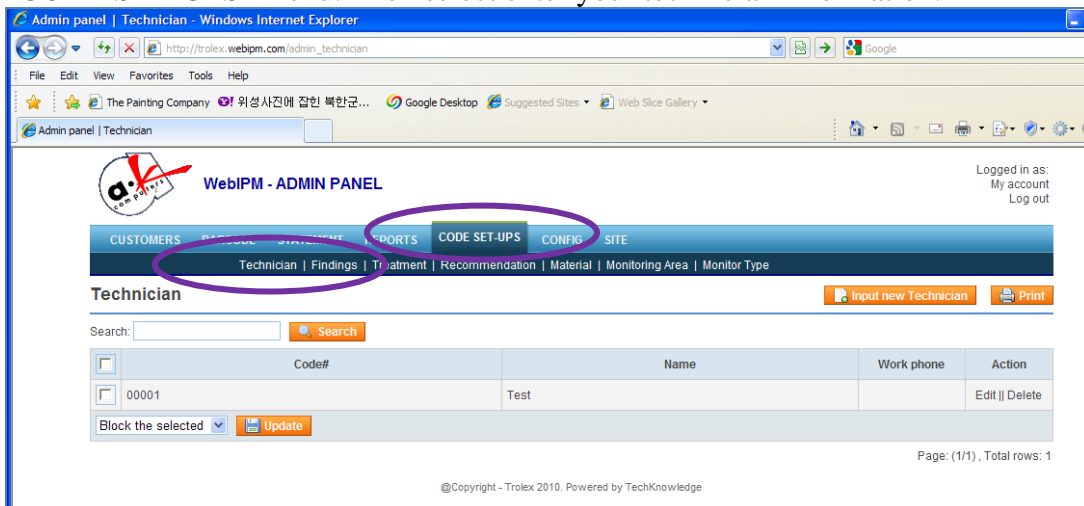 Admin panel | Technician - Windows Internet Explorer
http://trolex.webipm.com/admin_technician
Google
File Edit View Favorites Tools Help
The Painting Company 위성사진에 잡힌 북한군... Google Desktop Suggested Sites Web Slice Gallery
Admin panel | Technician
a.x computers
WebIPM - ADMIN PANEL
Logged in as:
My account
Log out
CUSTOMERS BARCODE STATEMENT REPORTS CODE SET-UPS CONFIG SITE
Technician | Findings | Treatment | Recommendation | Material | Monitoring Area | Monitor Type
Technician
Input new Technician Print
Search: Search
Code# Name Work phone Action
00001 Test Edit || Delete
Block the selected Update
Page: (1/1) , Total rows: 1
@Copyright - Trolex 2010. Powered by TechKnowledge